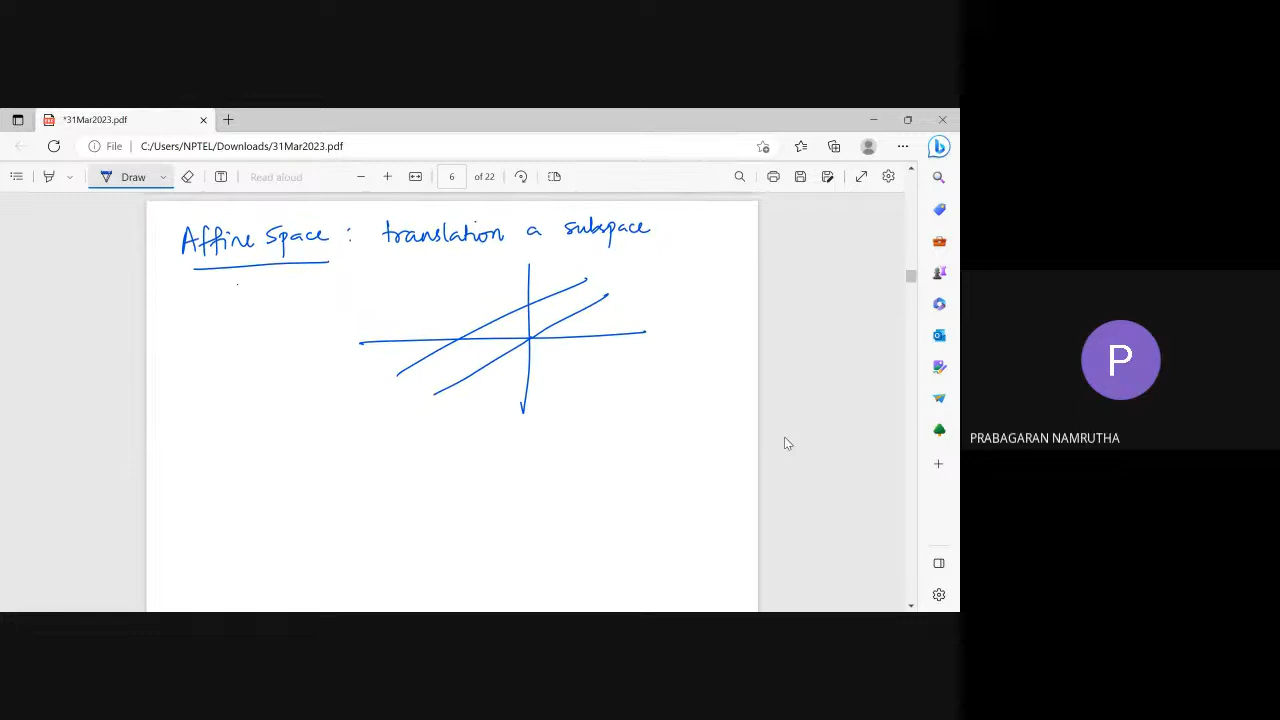 *31Mar2023.pdf
File C:/Users/NPTEL/Downloads/31Mar2023.pdf
Draw Read aloud 6 of 22
Affine Space : translation a subspace
P
PRABAGARAN NAMRUTHA